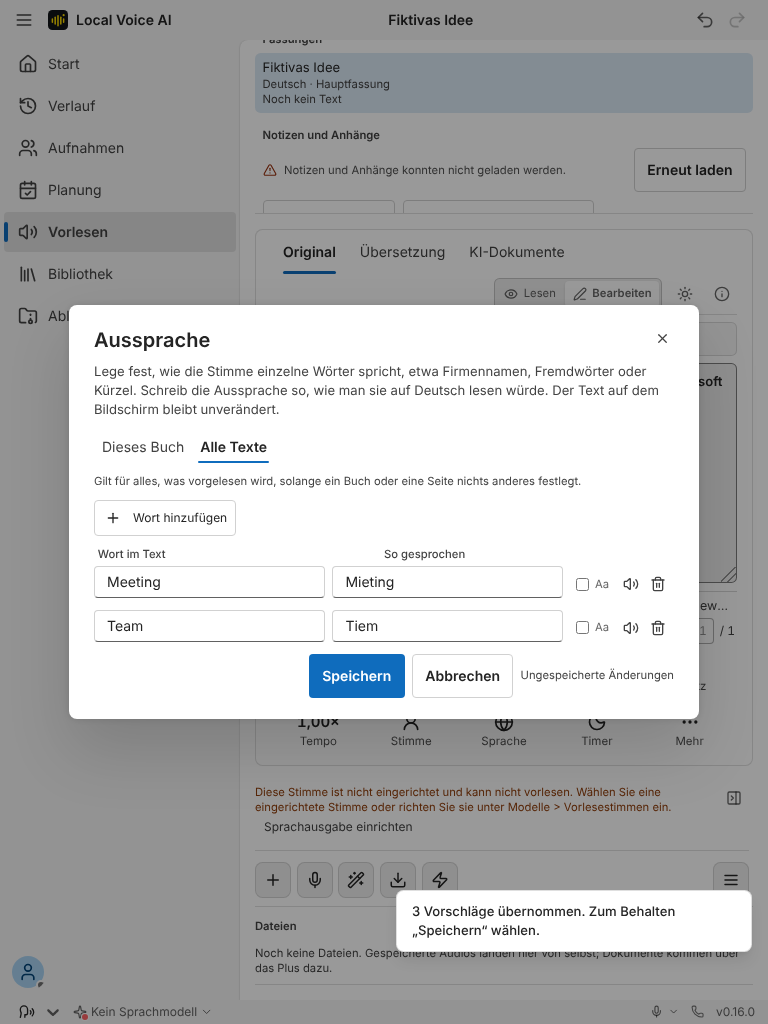 Local Voice AI
Fiktivas Idee
Start
Verlauf
Aufnahmen
Planung
Vorlesen
Bibliothek
Fassungen
Fiktivas Idee
Deutsch · Hauptfassung
Noch kein Text
Notizen und Anhänge
Notizen und Anhänge konnten nicht geladen werden.
Erneut laden
Original Übersetzung KI-Dokumente
Lesen Bearbeiten
Aussprache
Lege fest, wie die Stimme einzelne Wörter spricht, etwa Firmennamen, Fremdwörter oder
Kürzel. Schreib die Aussprache so, wie man sie auf Deutsch lesen würde. Der Text auf dem
Bildschirm bleibt unverändert.
Dieses Buch Alle Texte
Gilt für alles, was vorgelesen wird, solange ein Buch oder eine Seite nichts anderes festlegt.
Wort hinzufügen
Wort im Text So gesprochen
Meeting Mieting Aa
Team Tiem Aa
Speichern Abbrechen Ungespeicherte Änderungen
soft
1 / 1
1,00×
Tempo Stimme Sprache Timer Mehr
Diese Stimme ist nicht eingerichtet und kann nicht vorlesen. Wählen Sie eine
eingerichtete Stimme oder richten Sie sie unter Modelle > Vorlesestimmen ein.
Sprachausgabe einrichten
3 Vorschläge übernommen. Zum Behalten
„Speichern“ wählen.
Dateien
Noch keine Dateien. Gespeicherte Audios landen hier von selbst; Dokumente kommen über
das Plus dazu.
Kein Sprachmodell
v0.16.0